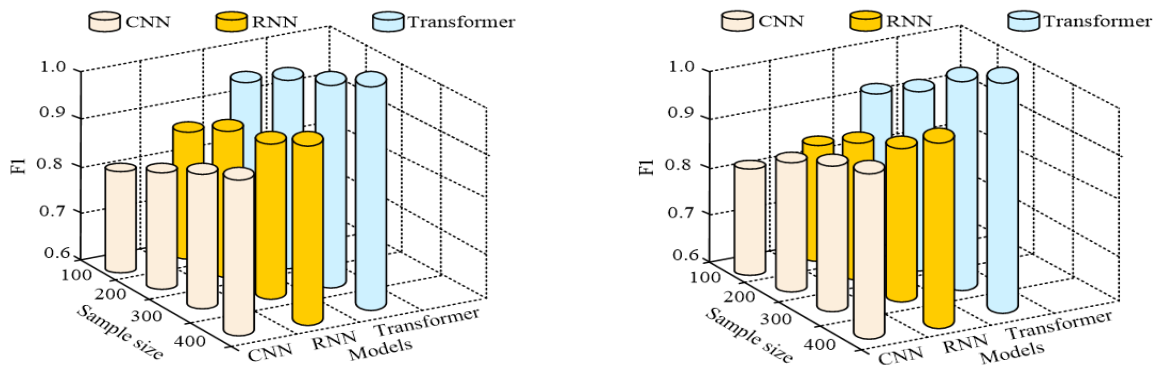 CNN RNN Transformer
1.0
0.9
0.8
0.7
0.6
F1
100
200
300
400
Sample size
CNN RNN Transformer
Models
CNN RNN Transformer
1.0
0.9
0.8
0.7
0.6
F1
100
200
300
400
Sample size
CNN RNN Transformer
Models